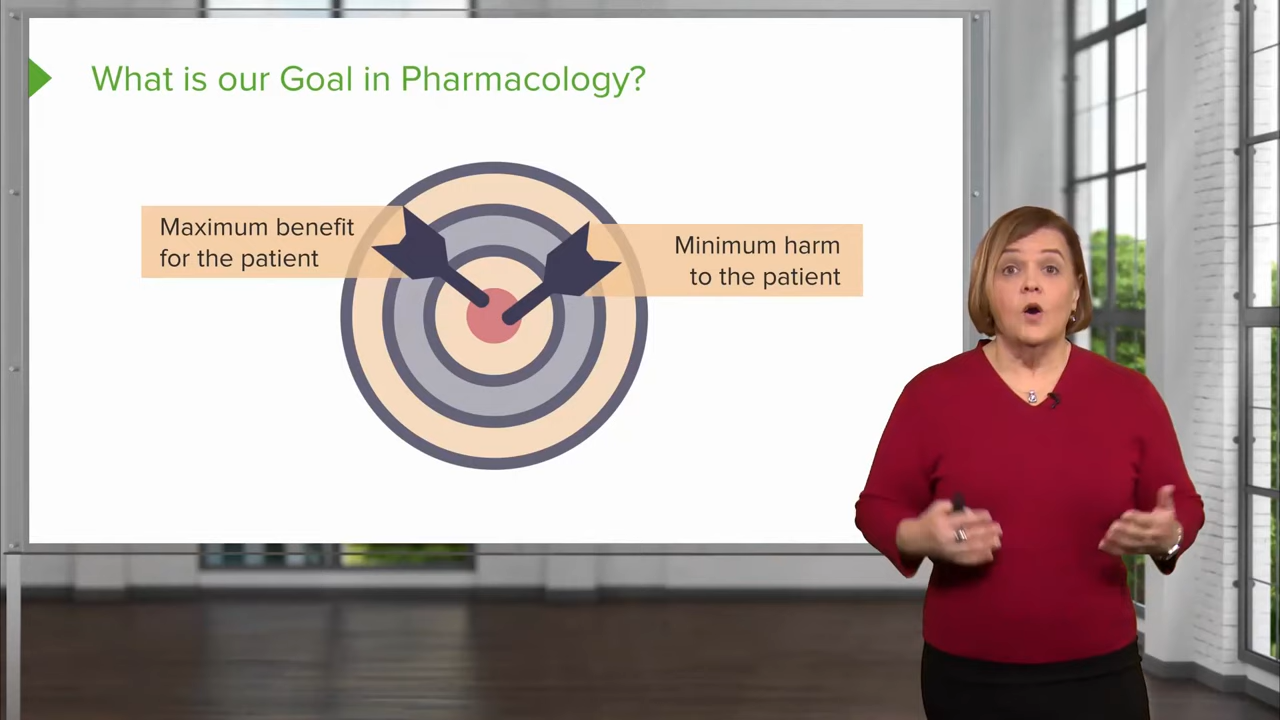 What is our Goal in Pharmacology?
Maximum benefit
for the patient
Minimum harm
to the patient